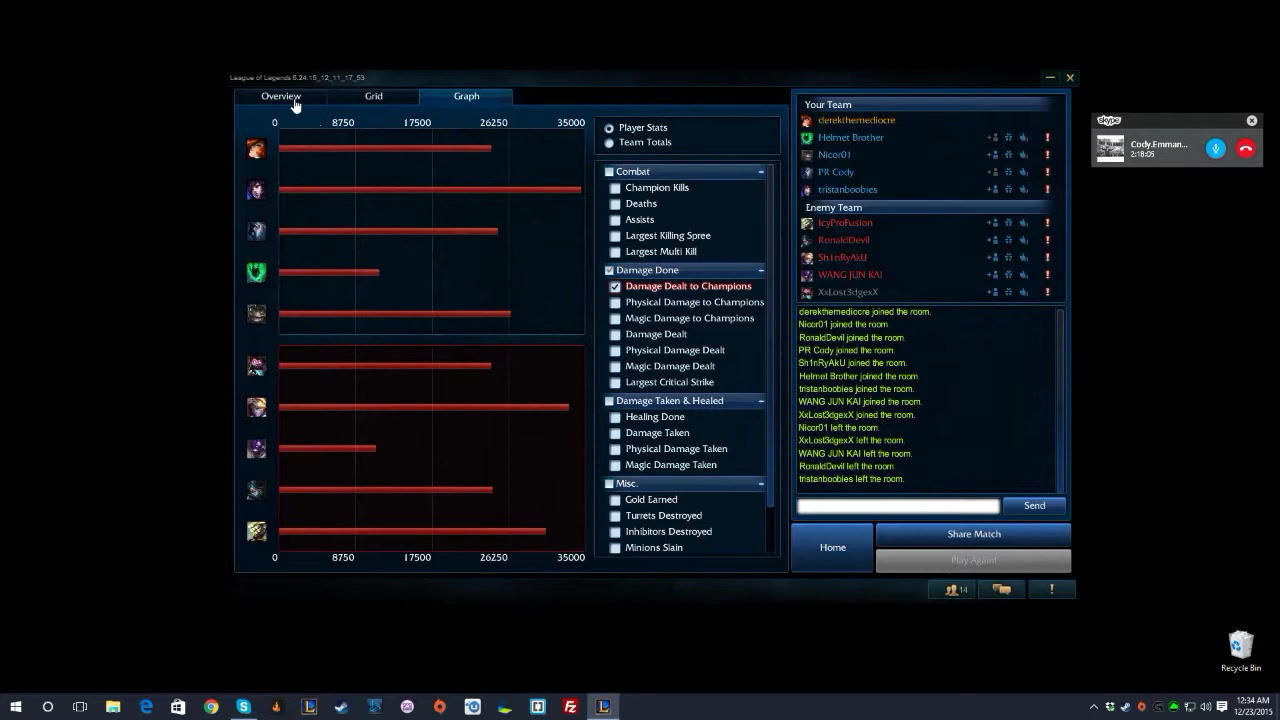 League of Legends 5.24.15_12_11_17_53
Overview Grid Graph
0 8750 17500 26250 35000
0 8750 17500 26250 35000
Player Stats
Team Totals
Combat
Champion Kills
Deaths
Assists
Largest Killing Spree
Largest Multi Kill
Damage Done
Damage Dealt to Champions
Physical Damage to Champions
Magic Damage to Champions
Damage Dealt
Physical Damage Dealt
Magic Damage Dealt
Largest Critical Strike
Damage Taken & Healed
Healing Done
Damage Taken
Physical Damage Taken
Magic Damage Taken
Misc.
Gold Earned
Turrets Destroyed
Inhibitors Destroyed
Minions Slain
Your Team
derekthemediocre
Helmet Brother
Nicor01
PR Cody
tristanboobies
Enemy Team
IcyProFusion
RonaldDevil
Sh1nRyAkU
WANG JUN KAI
XxLost3dgexX
derekthemediocre joined the room.
Nicor01 joined the room.
RonaldDevil joined the room.
PR Cody joined the room.
Sh1nRyAkU joined the room.
Helmet Brother joined the room.
tristanboobies joined the room.
WANG JUN KAI joined the room.
XxLost3dgexX joined the room.
Nicor01 left the room.
XxLost3dgexX left the room.
WANG JUN KAI left the room.
RonaldDevil left the room.
tristanboobies left the room.
Send
Home
Share Match
Play Again!
14
skype
Cody.Emman...
2:18:05
Recycle Bin
12:34 AM
12/23/2015